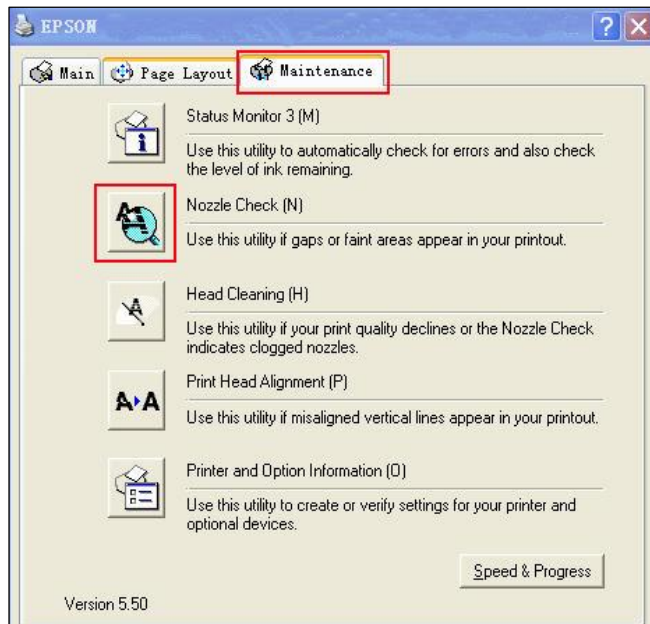 EPSON
Main Page Layout Maintenance
Status Monitor 3 (M)
Use this utility to automatically check for errors and also check
the level of ink remaining.
Nozzle Check (N)
Use this utility if gaps or faint areas appear in your printout.
Head Cleaning (H)
Use this utility if your print quality declines or the Nozzle Check
indicates clogged nozzles.
Print Head Alignment (P)
Use this utility if misaligned vertical lines appear in your printout.
Printer and Option Information (O)
Use this utility to create or verify settings for your printer and
optional devices.
Speed & Progress
Version 5.50